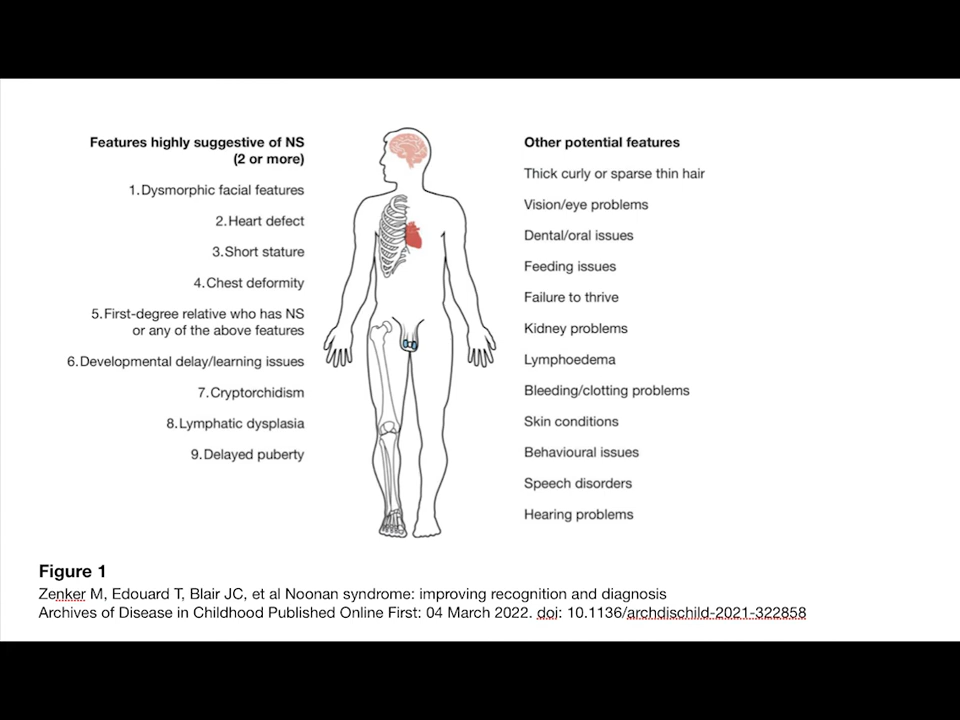 Features highly suggestive of NS
(2 or more)
1.Dysmorphic facial features
2.Heart defect
3.Short stature
4.Chest deformity
5.First-degree relative who has NS
or any of the above features
6.Developmental delay/learning issues
7.Cryptorchidism
8.Lymphatic dysplasia
9.Delayed puberty
Other potential features
Thick curly or sparse thin hair
Vision/eye problems
Dental/oral issues
Feeding issues
Failure to thrive
Kidney problems
Lymphoedema
Bleeding/clotting problems
Skin conditions
Behavioural issues
Speech disorders
Hearing problems
Figure 1
Zenker M, Edouard T, Blair JC, et al Noonan syndrome: improving recognition and diagnosis
Archives of Disease in Childhood Published Online First: 04 March 2022. doi: 10.1136/archdischild-2021-322858